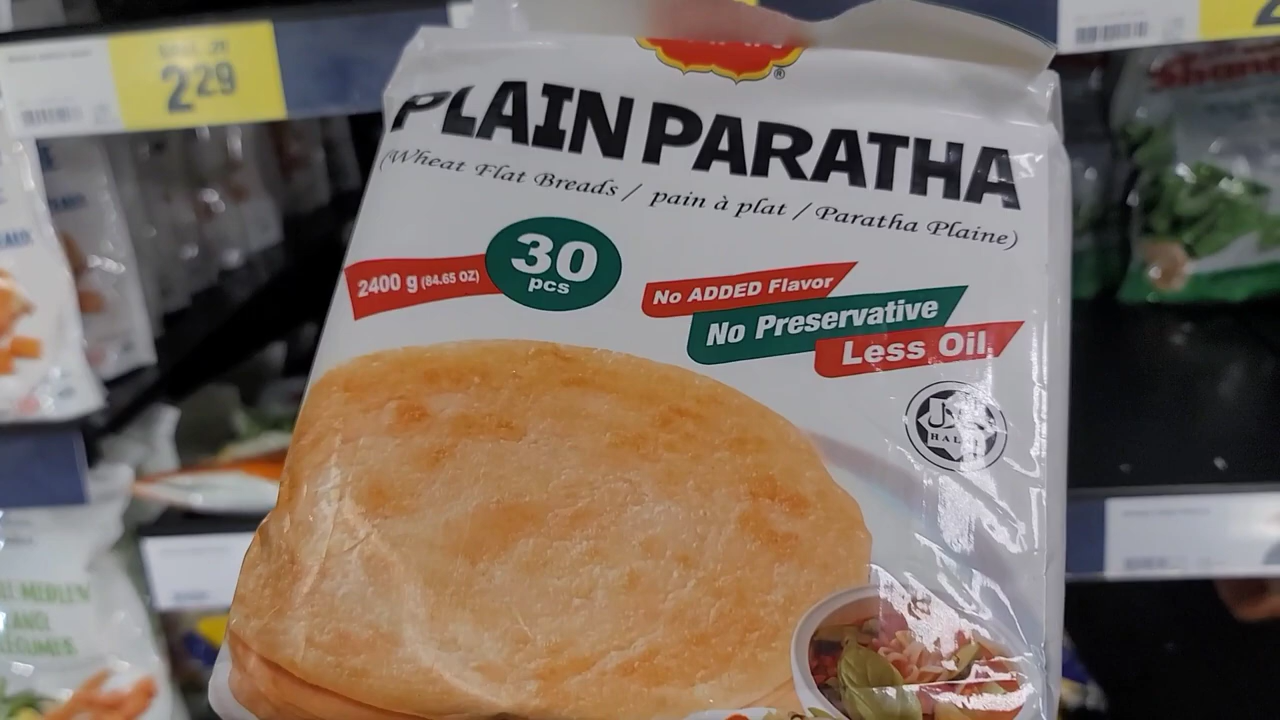 2.29
PLAIN PARATHA
(Wheat Flat Breads / pain à plat / Paratha Plaine)
30
pcs
2400 g (84.65 OZ)
No ADDED Flavor
No Preservative
Less Oil
HALAL